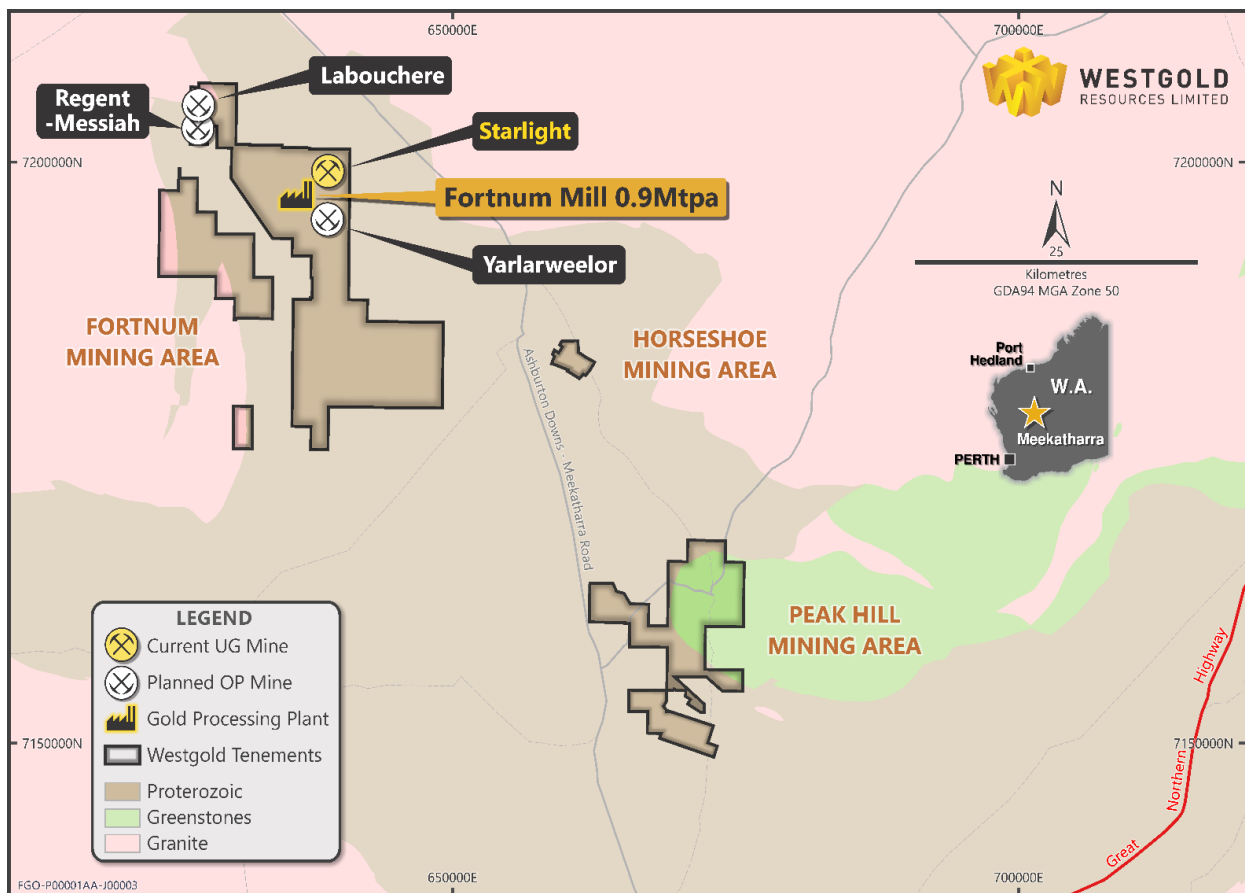 650000E
700000E
WESTGOLD
RESOURCES LIMITED
Labouchere
Regent
-Messiah
Starlight
7200000N
7200000N
Fortnum Mill 0.9Mtpa
N
25
Kilometres
GDA94 MGA Zone 50
Yarlarweelor
FORTNUM
MINING AREA
HORSESHOE
MINING AREA
Ashburton Downs - Meekatharra Road
Port
Hedland
W.A.
Meekatharra
PERTH
PEAK HILL
MINING AREA
LEGEND
Current UG Mine
Planned OP Mine
Gold Processing Plant
Westgold Tenements
Proterozoic
Greenstones
Granite
7150000N
7150000N
Great Northern Highway
FGO-P00001AA-J00003
650000E
700000E